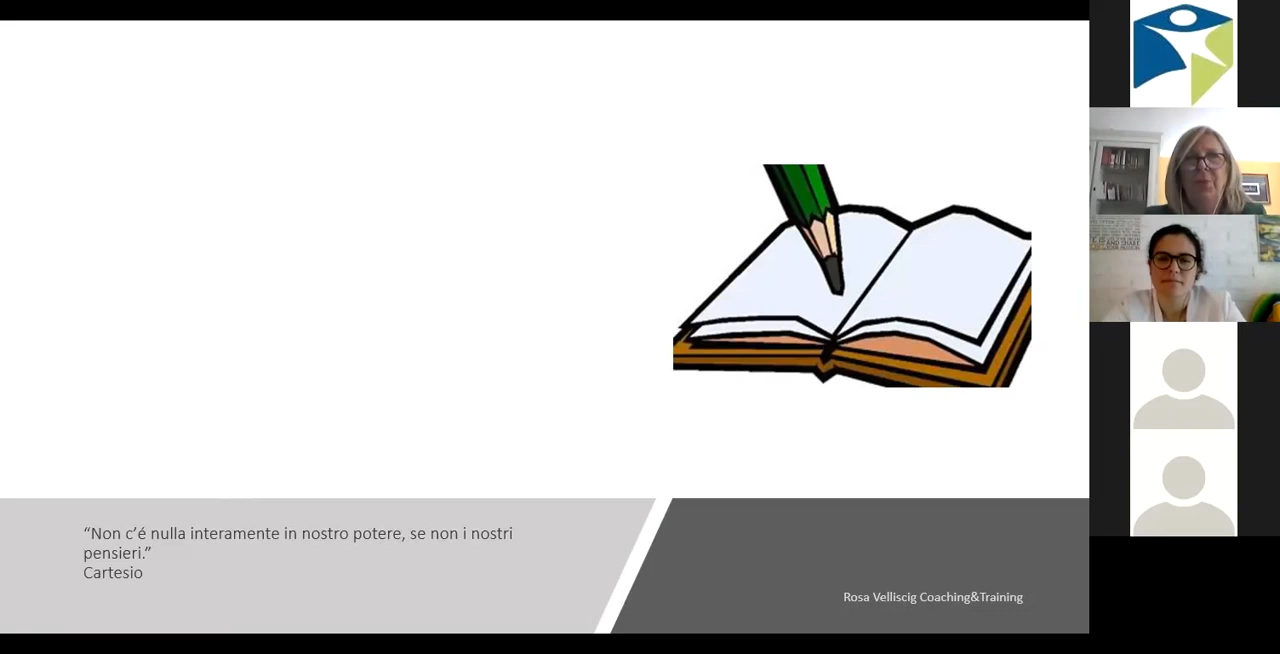 “Non c’é nulla interamente in nostro potere, se non i nostri
pensieri.”
Cartesio
Rosa Velliscig Coaching&Training